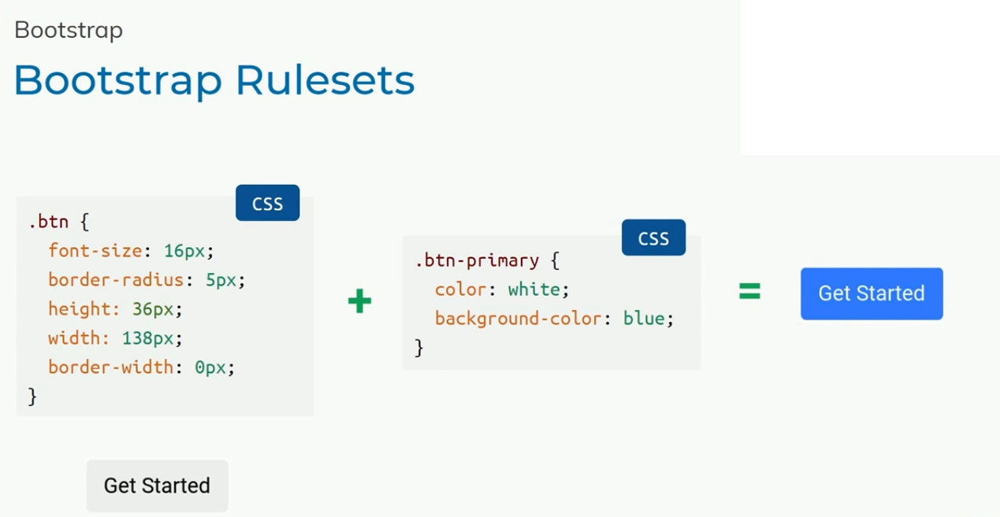 Bootstrap
Bootstrap Rulesets
CSS
.btn {
font-size: 16px;
border-radius: 5px;
height: 36px;
width: 138px;
border-width: 0px;
}
Get Started
+
CSS
.btn-primary {
color: white;
background-color: blue;
}
=
Get Started